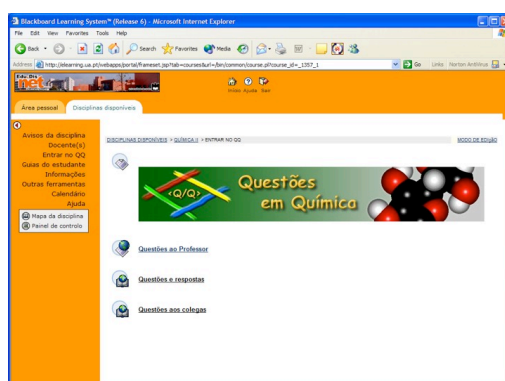 Blackboard Learning System™ (Release 6) - Microsoft Internet Explorer
File Edit View Favorites Tools Help
Back Search Favorites Media
Address http://elearning.ua.pt/webapps/portal/frameset.jsp?tab=courses&url=/bin/common/course.pl?course_id=_1357_1 Go Links Norton AntiVirus
Edu.Dis
net
Início Ajuda Sair
Área pessoal Disciplinas disponíveis
Avisos da disciplina
Docente(s)
Entrar no QQ
Guias do estudante
Informações
Outras ferramentas
Calendário
Ajuda
Mapa da disciplina
Painel de controlo
DISCIPLINAS DISPONÍVEIS > QUÍMICA II > ENTRAR NO QQ MODO DE EDIÇÃO
<Q/Q> Questões
em Química
Questões ao Professor
Questões e respostas
Questões aos colegas